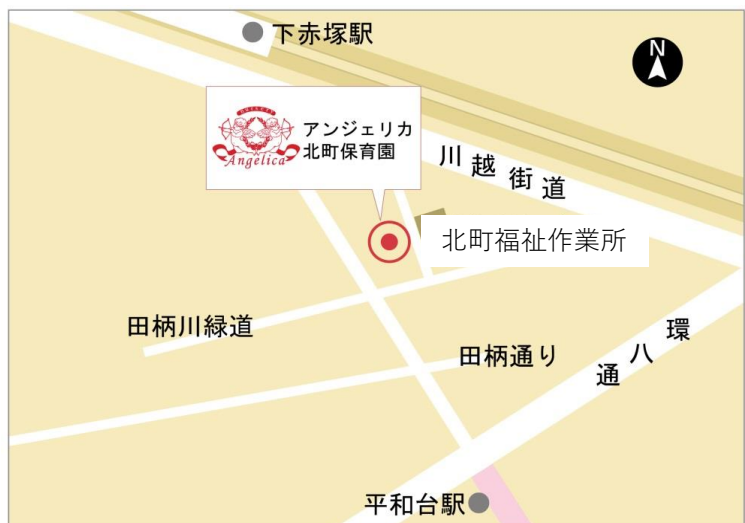 下赤塚駅
N
アンジェリカ
北町保育園
Angelica
川越街道
北町福祉作業所
田柄川緑道
田柄通り
環八通
平和台駅